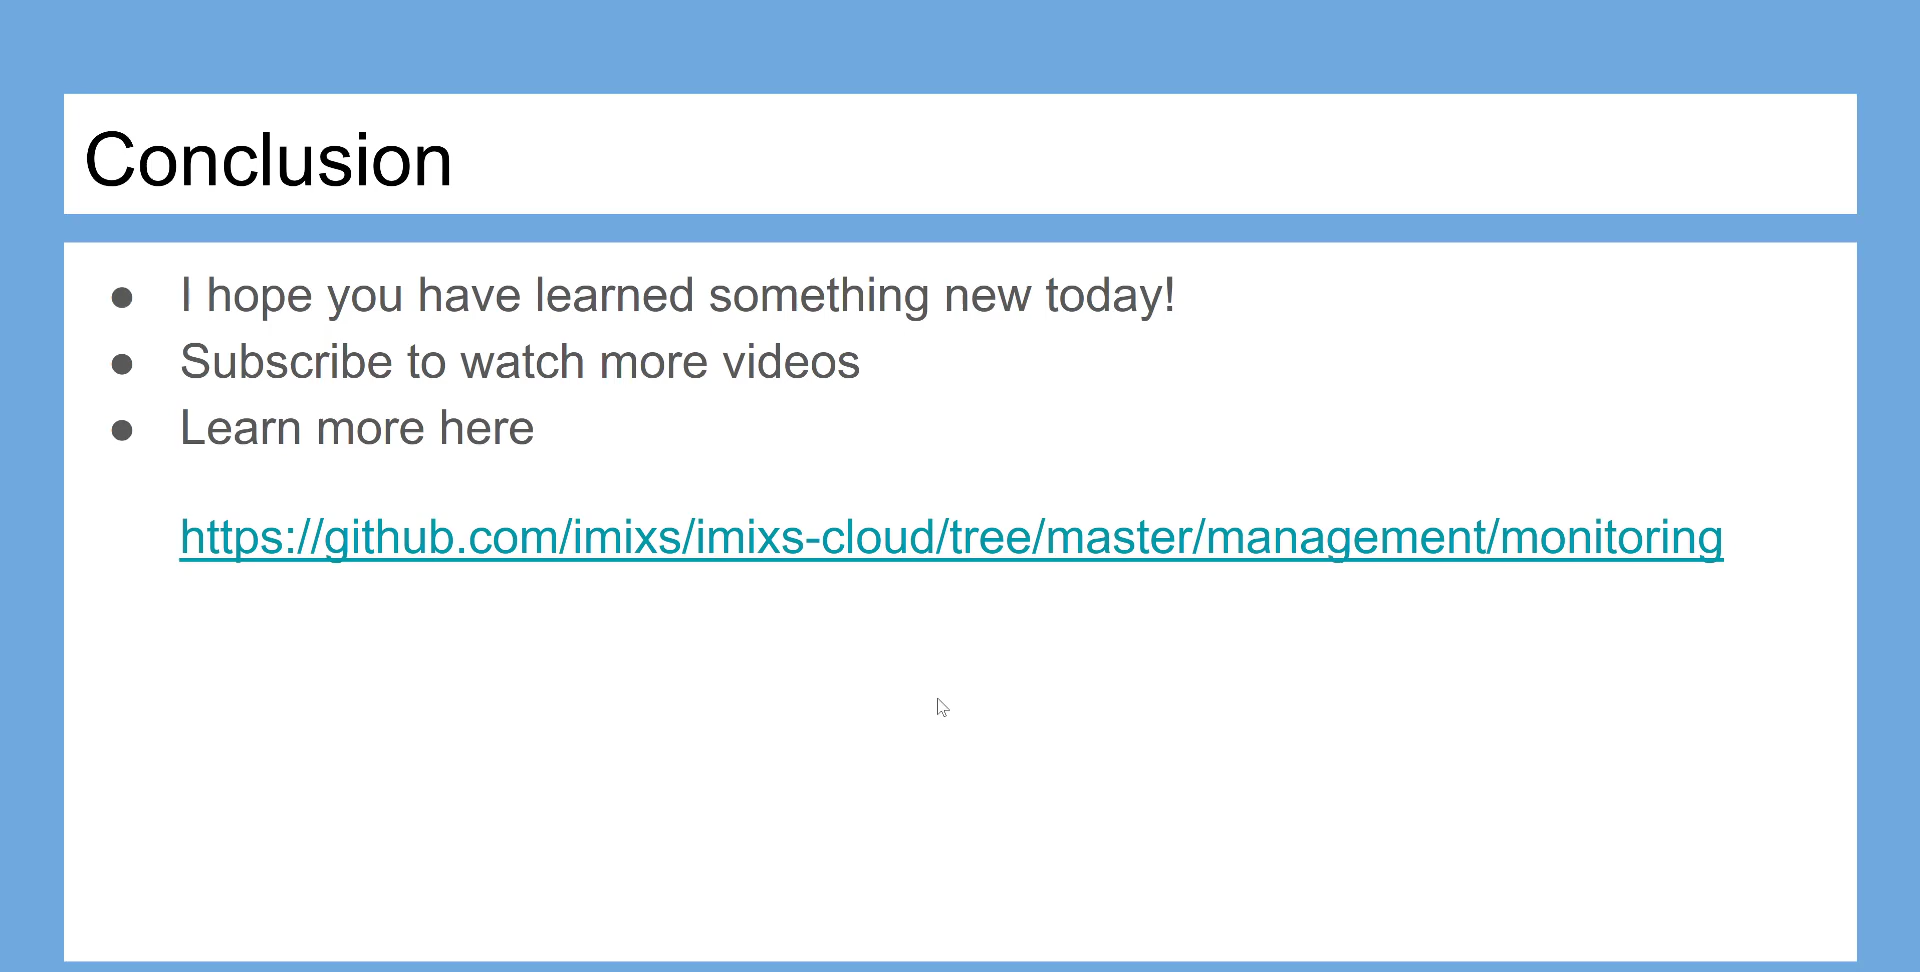 Conclusion
● I hope you have learned something new today!
● Subscribe to watch more videos
● Learn more here
https://github.com/imixs/imixs-cloud/tree/master/management/monitoring